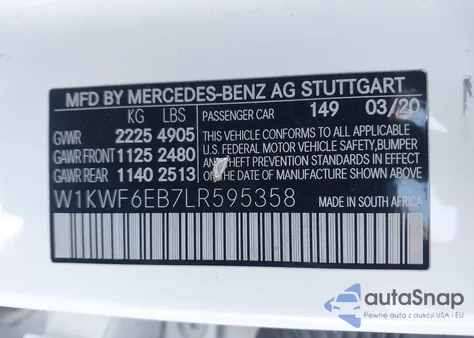 MFD BY MERCEDES-BENZ AG STUTTGART
KG LBS PASSENGER CAR 149 03/20
GVWR 2225 4905
GAWR FRONT 1125 2480
GAWR REAR 1140 2513
THIS VEHICLE CONFORMS TO ALL APPLICABLE
U.S. FEDERAL MOTOR VEHICLE SAFETY, BUMPER
AND THEFT PREVENTION STANDARDS IN EFFECT
ON THE DATE OF MANUFACTURE SHOWN ABOVE.
W1KWF6EB7LR595358 MADE IN SOUTH AFRICA
autoSnap
Pewne auta z aukcji USA i EU